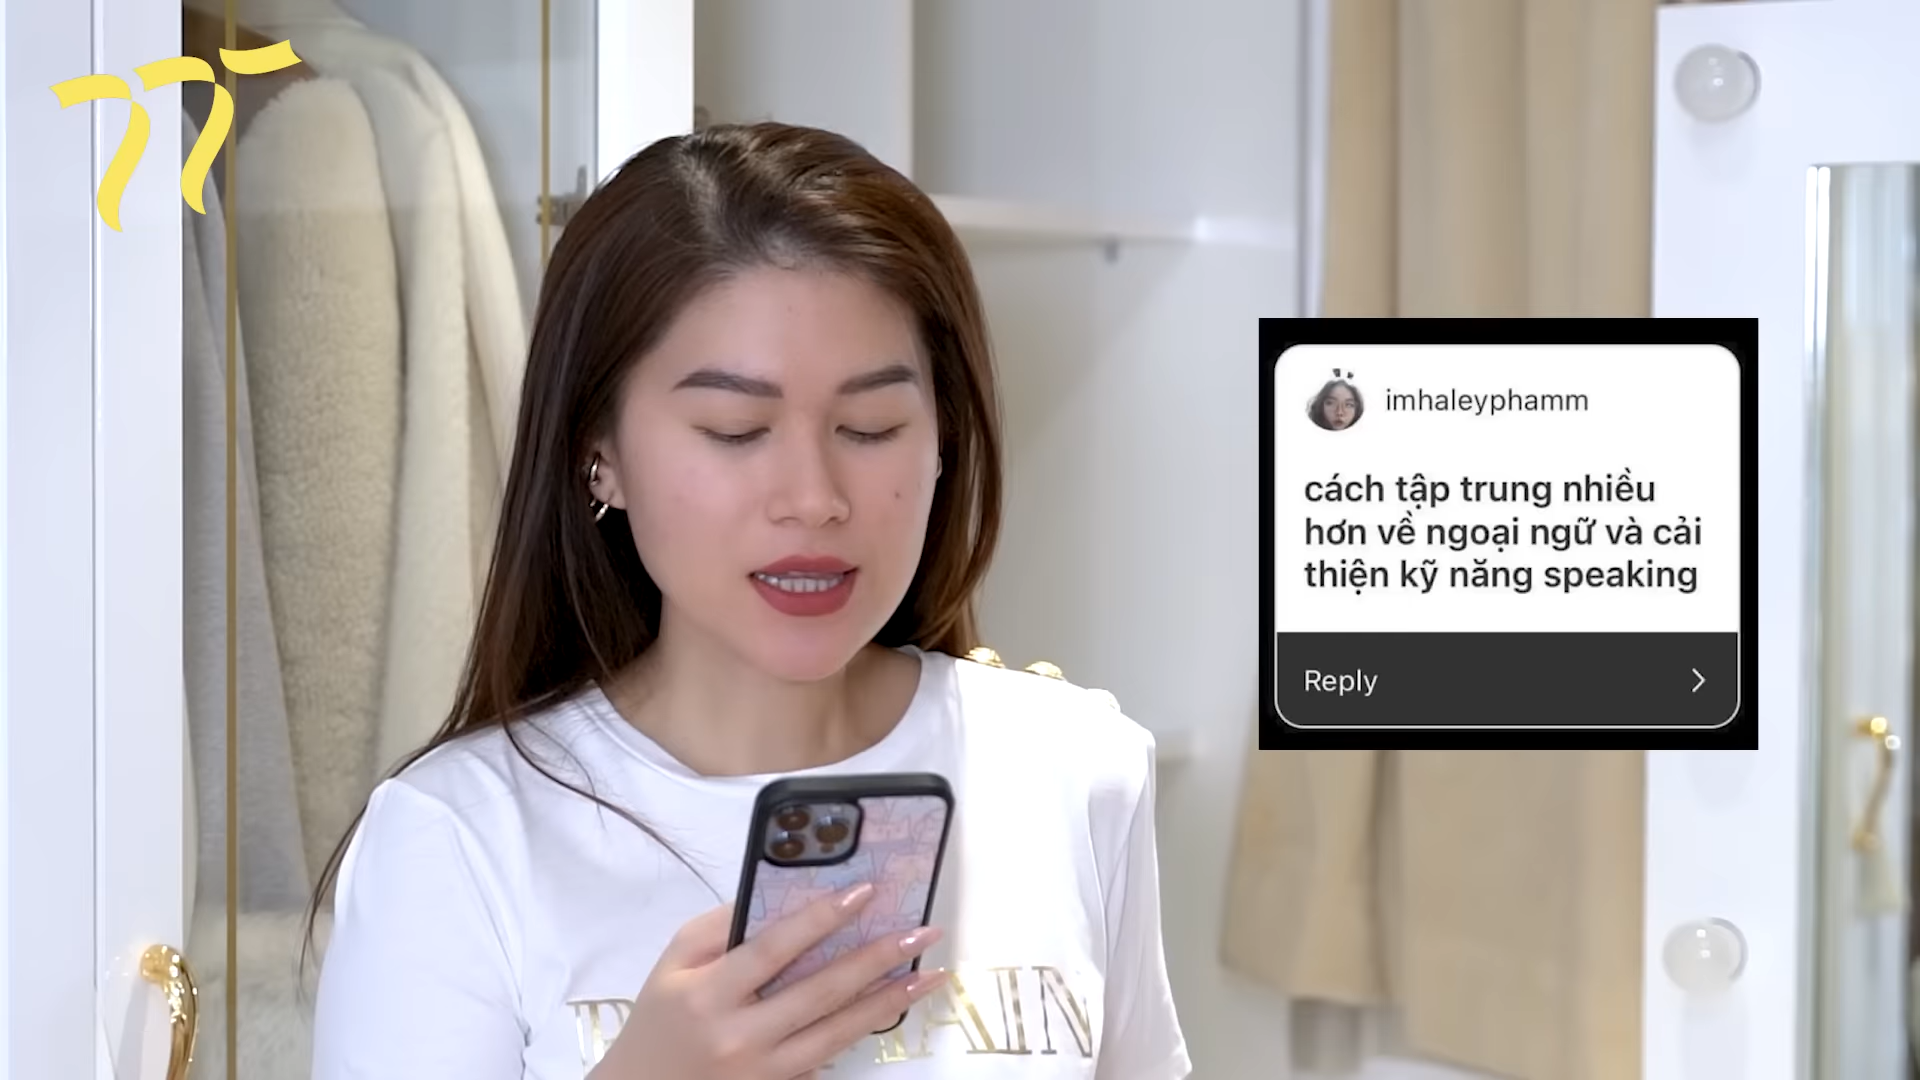 imhaleyphamm
cách tập trung nhiều
hơn về ngoại ngữ và cải
thiện kỹ năng speaking
Reply